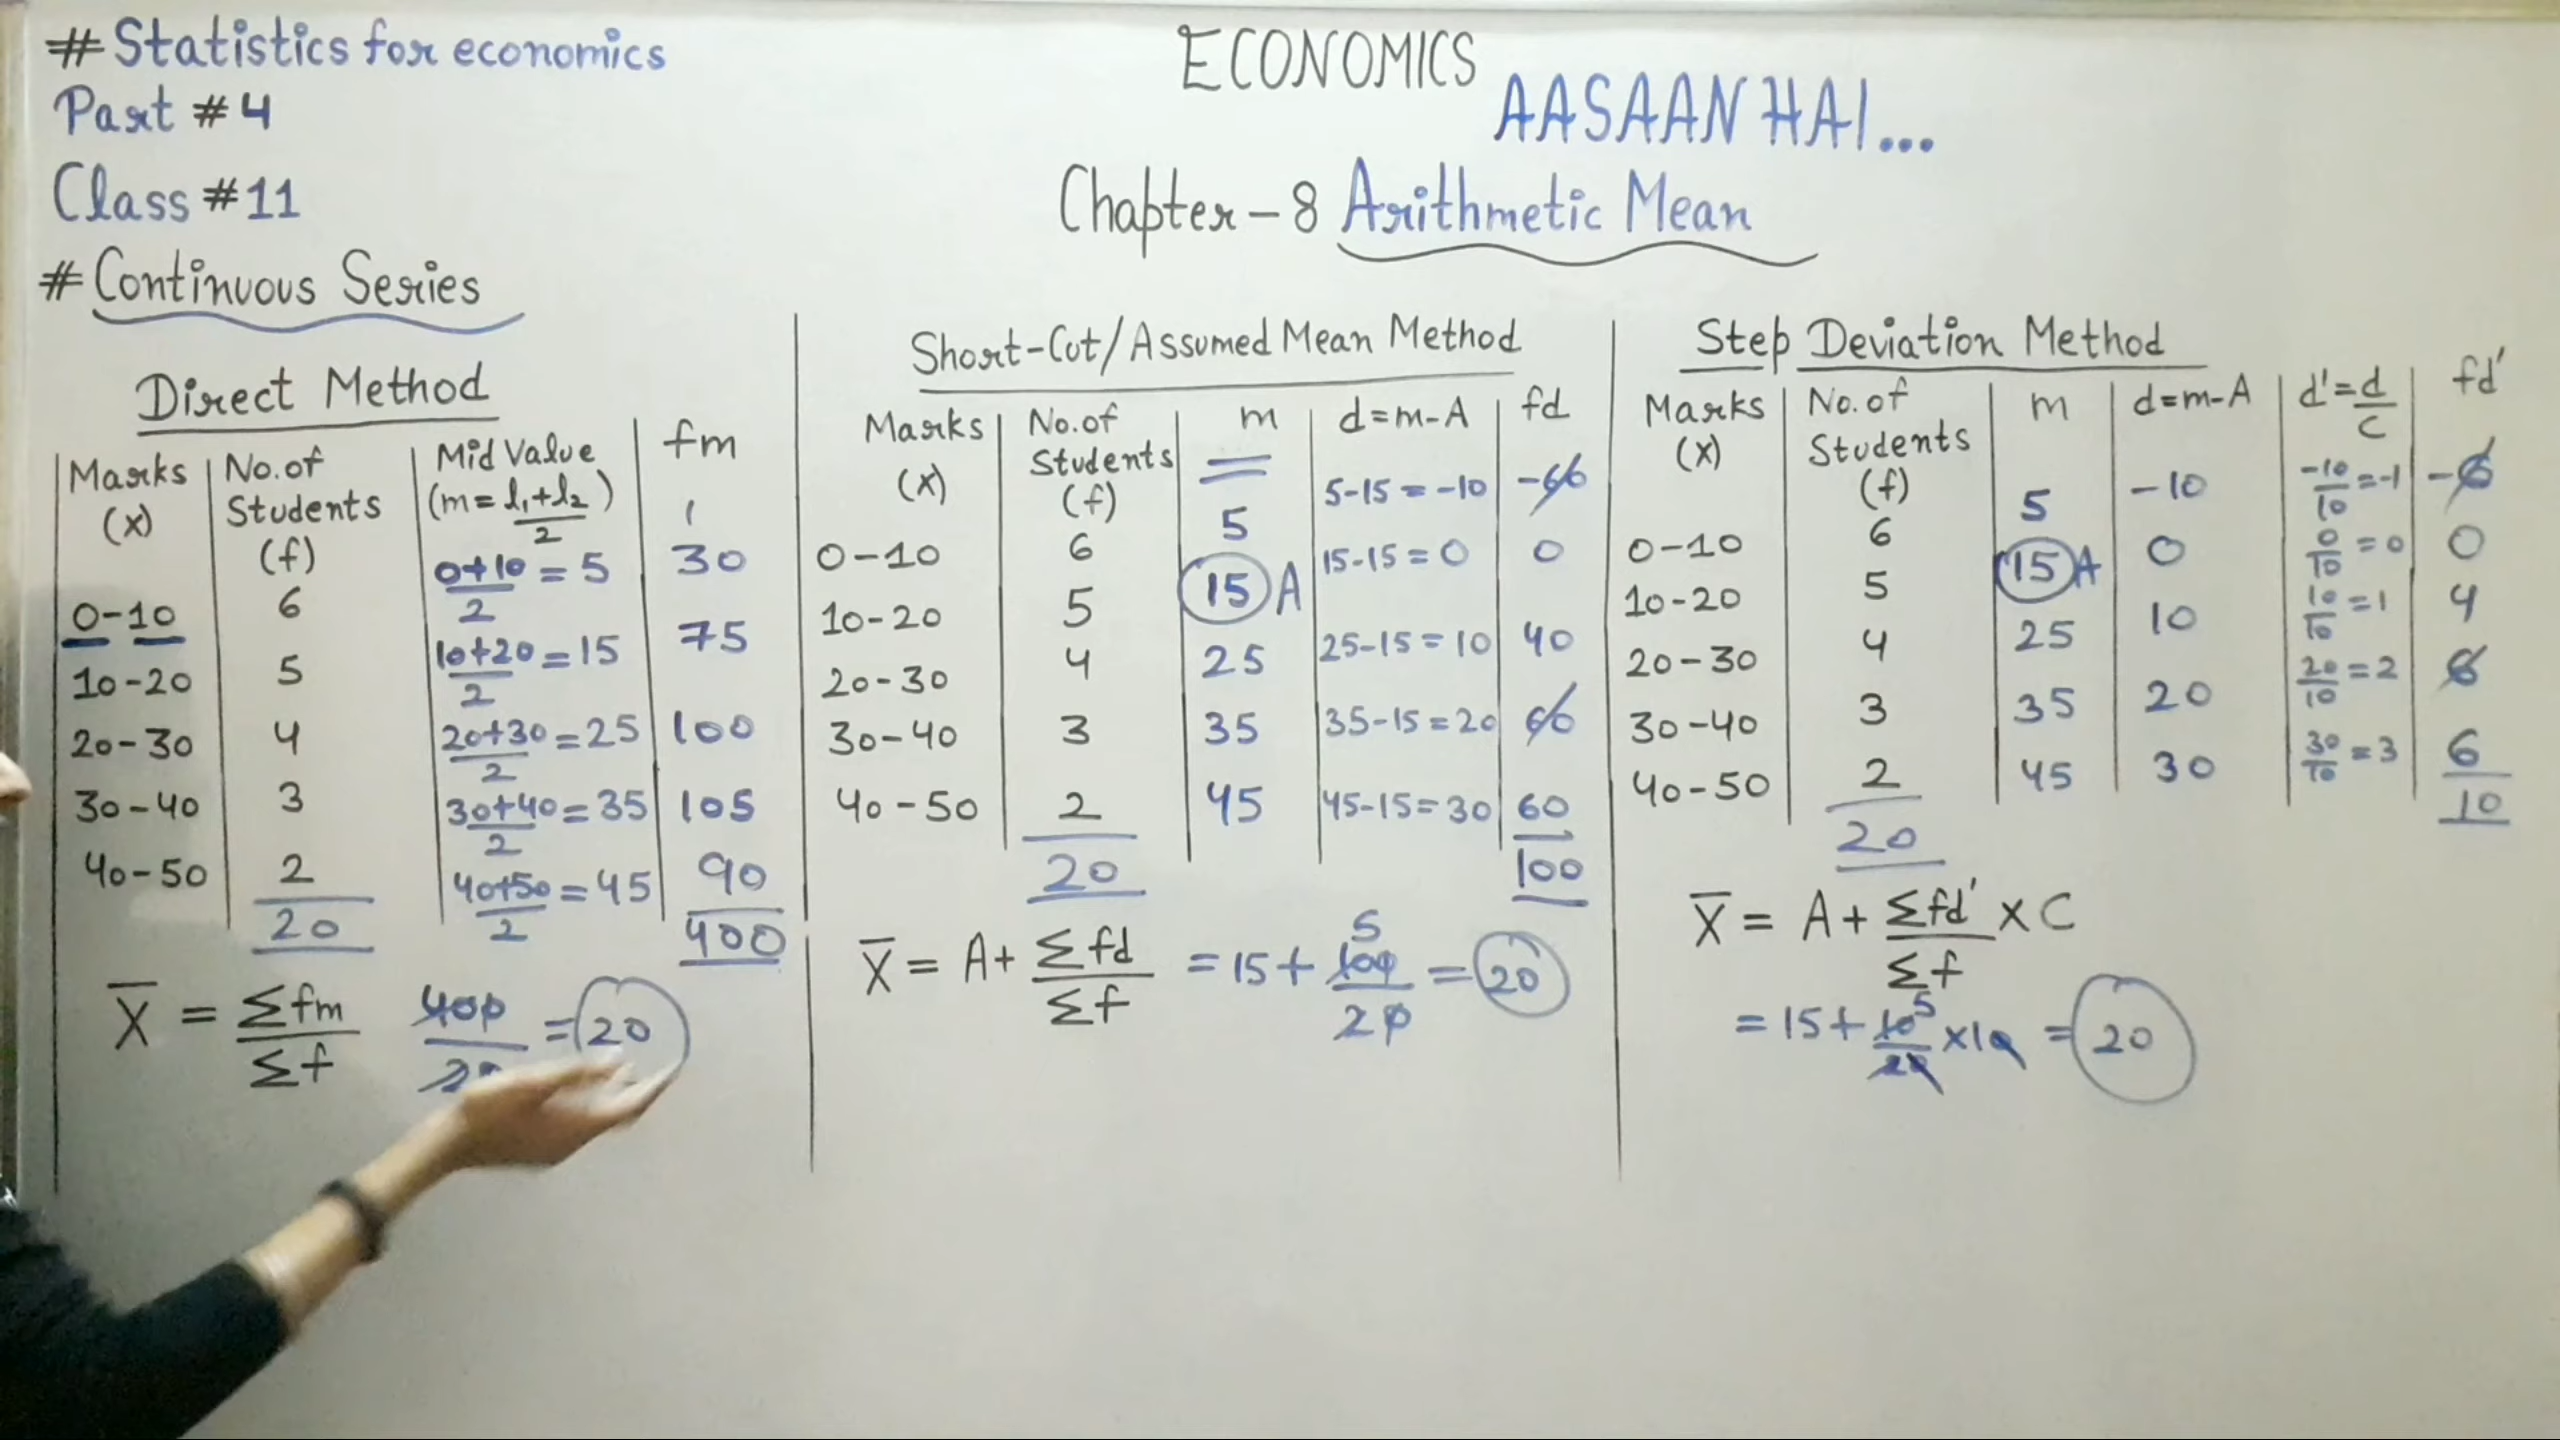 # Statistics for economics
Part # 4
Class # 11
# Continuous Series
ECONOMICS
AASAAN HAI...
Chapter - 8 Arithmetic Mean
Direct Method
Marks (x) | No. of Students (f) | Mid Value (m = l₁+l₂/2) | fm
0-10 6 0+10/2 = 5 30
10-20 5 10+20/2 = 15 75
20-30 4 20+30/2 = 25 100
30-40 3 30+40/2 = 35 105
40-50 2 40+50/2 = 45 90
20 400
X̄ = Σfm/Σf 400/20 = 20
Short-Cut/Assumed Mean Method
Marks (x) | No. of Students (f) | m | d=m-A | fd
0-10 6 5 5-15 = -10 -60
10-20 5 15 A 15-15 = 0 0
20-30 4 25 25-15 = 10 40
30-40 3 35 35-15 = 20 60
40-50 2 45 45-15 = 30 60
20 100
X̄ = A + Σfd/Σf = 15 + 100/20 5 = 20
Step Deviation Method
Marks (x) | No. of Students (f) | m | d=m-A | d'=d/C | fd'
0-10 6 5 -10 -10/10 = -1 -6
10-20 5 15 A 0 0/10 = 0 0
20-30 4 25 10 10/10 = 1 4
30-40 3 35 20 20/10 = 2 6
40-50 2 45 30 30/10 = 3 6
20 10
X̄ = A + Σfd'/Σf × C
= 15 + 10/20 5 × 10 = 20